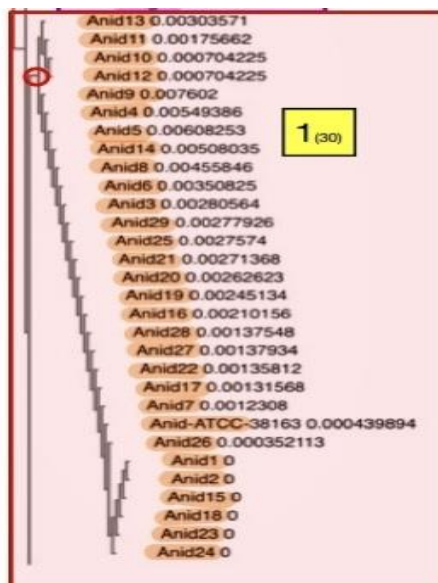 Anid13 0.00303571
Anid11 0.00175662
Anid10 0.000704225
Anid12 0.000704225
Anid9 0.007602
Anid4 0.00549386
Anid5 0.00608253
Anid14 0.00508035
Anid8 0.00455846
Anid6 0.00350825
Anid3 0.00280564
Anid29 0.00277926
Anid25 0.0027574
Anid21 0.00271368
Anid20 0.00262623
Anid19 0.00245134
Anid16 0.00210156
Anid28 0.00137548
Anid27 0.00137934
Anid22 0.00135812
Anid17 0.00131568
Anid7 0.0012308
Anid-ATCC-38163 0.000439894
Anid26 0.000352113
Anid1 0
Anid2 0
Anid15 0
Anid18 0
Anid23 0
Anid24 0
1 (30)